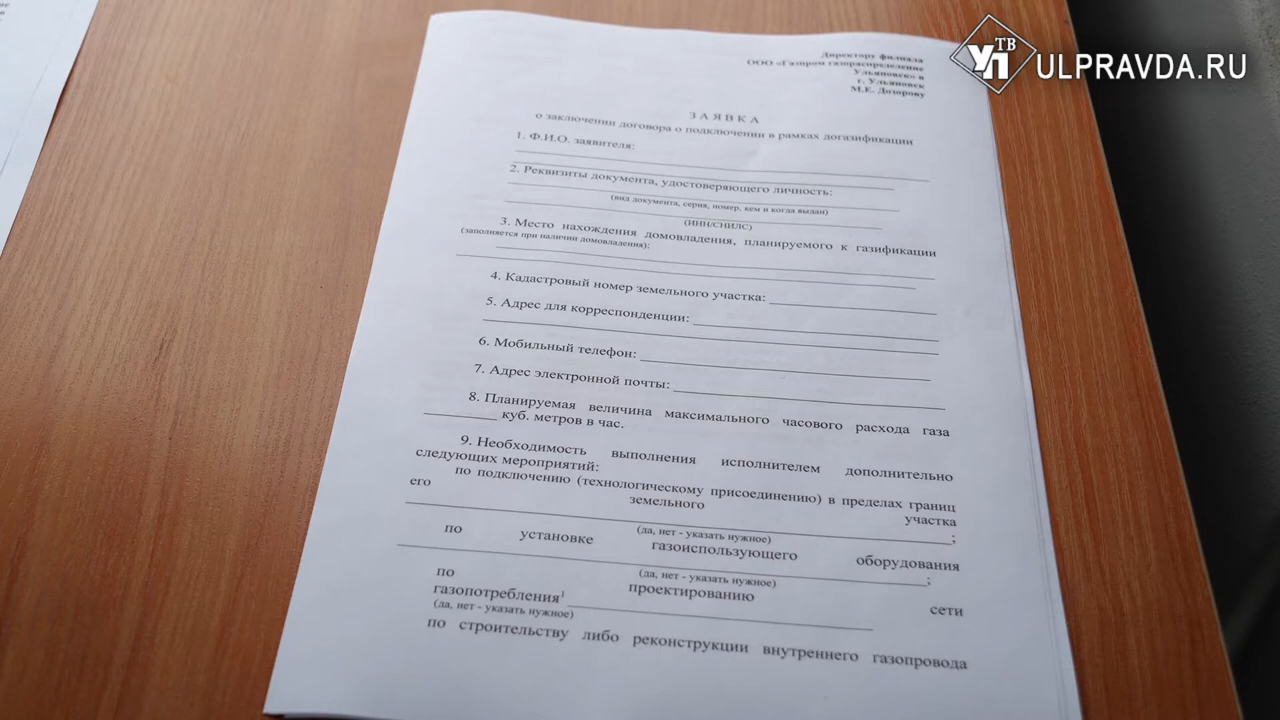 УП ТВ ULPRAVDA.RU
Директору филиала
ООО «Газпром газораспределение
Ульяновск» в
г. Ульяновск
М.Е. Дозорову
ЗАЯВКА
о заключении договора о подключении в рамках догазификации
1. Ф.И.О. заявителя:
2. Реквизиты документа, удостоверяющего личность:
(вид документа, серия, номер, кем и когда выдан)
(ИНН/СНИЛС)
3. Место нахождения домовладения, планируемого к газификации
(заполняется при наличии домовладения):
4. Кадастровый номер земельного участка:
5. Адрес для корреспонденции:
6. Мобильный телефон:
7. Адрес электронной почты:
8. Планируемая величина максимального часового расхода газа
куб. метров в час.
9. Необходимость выполнения исполнителем дополнительно
следующих мероприятий:
по подключению (технологическому присоединению) в пределах границ
его земельного участка
;
(да, нет - указать нужное)
по установке газоиспользующего оборудования
;
(да, нет - указать нужное)
по проектированию сети
газопотребления¹
(да, нет - указать нужное)
по строительству либо реконструкции внутреннего газопровода